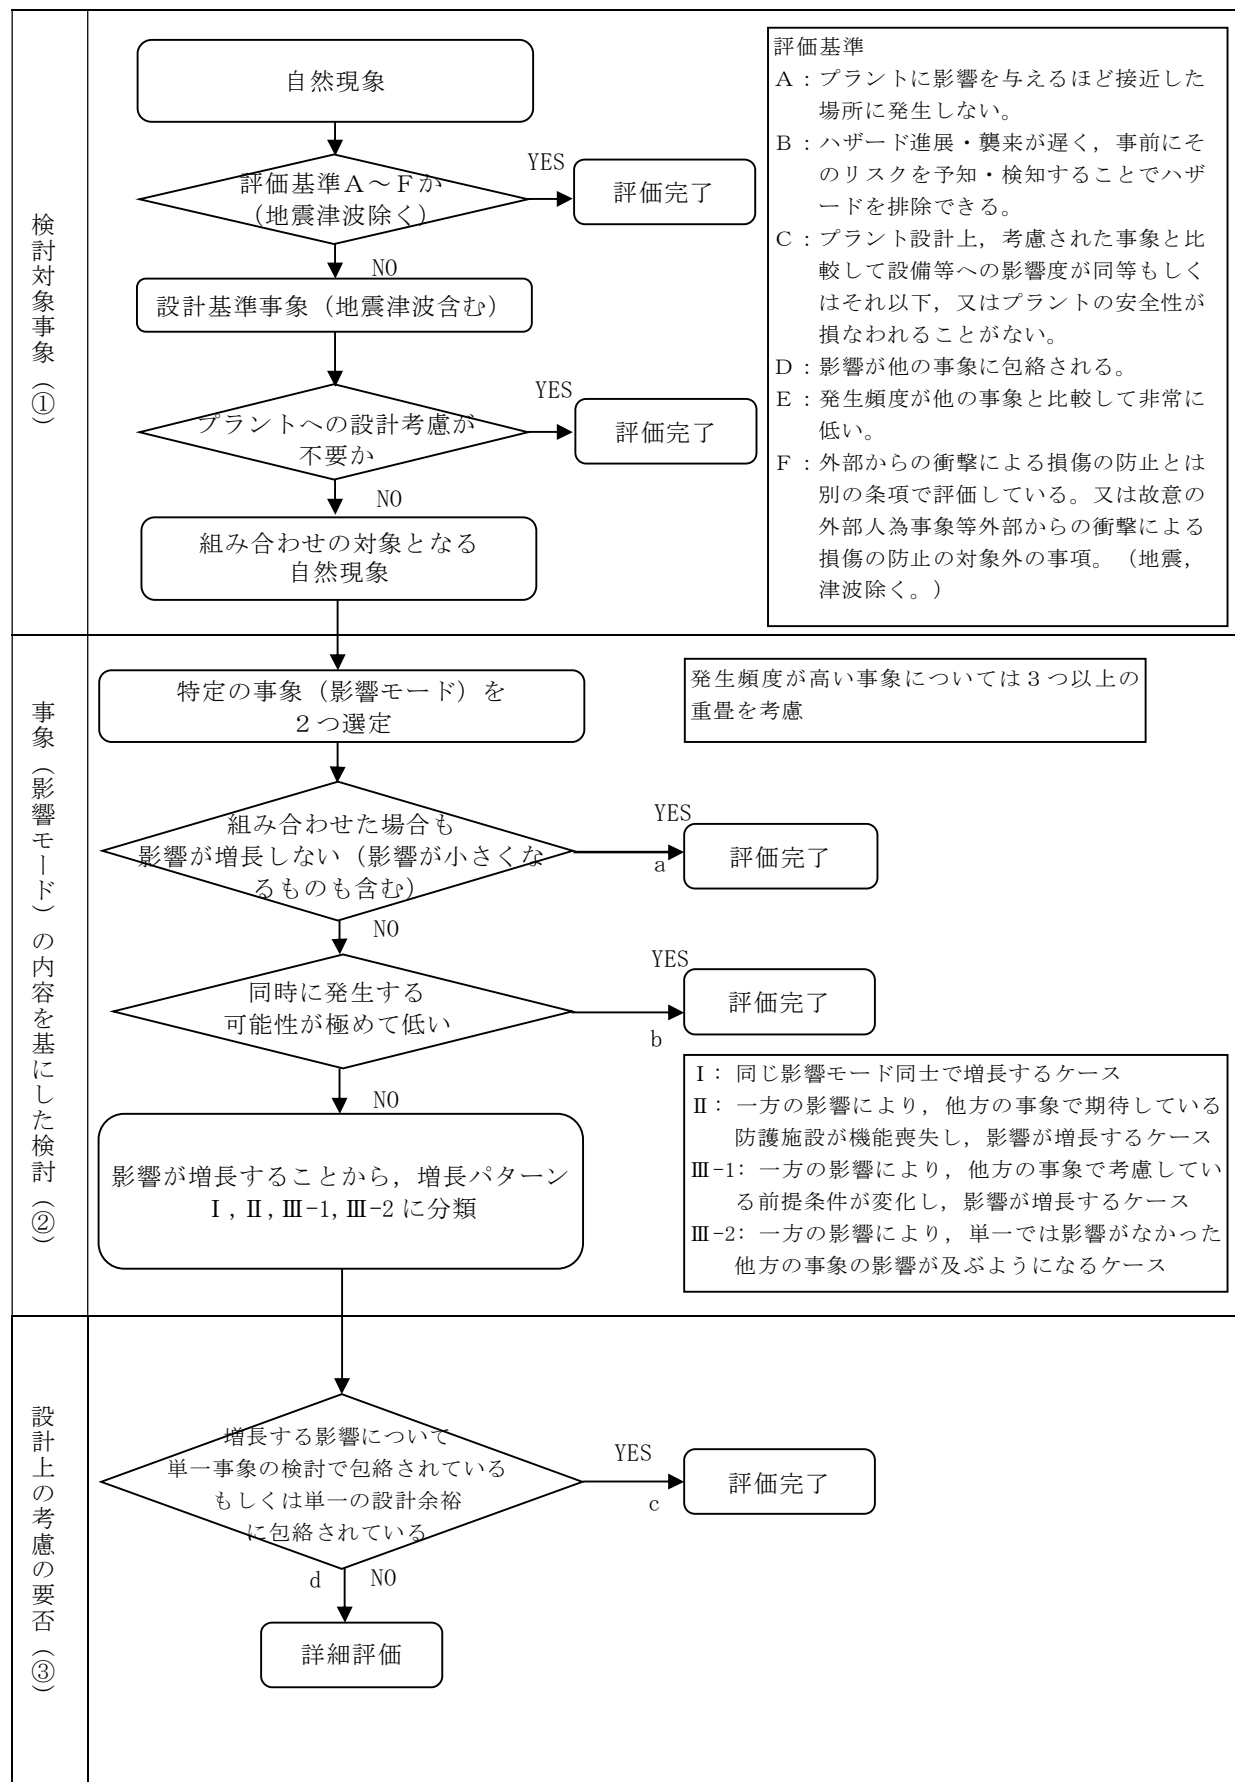 検討対象事象（①）
自然現象
評価基準Ａ～Ｆか
（地震津波除く）
YES
評価完了
NO
設計基準事象（地震津波含む）
プラントへの設計考慮が
不要か
YES
評価完了
NO
組み合わせの対象となる
自然現象
評価基準
Ａ：プラントに影響を与えるほど接近した
場所に発生しない。
Ｂ：ハザード進展・襲来が遅く，事前にそ
のリスクを予知・検知することでハザ
ードを排除できる。
Ｃ：プラント設計上，考慮された事象と比
較して設備等への影響度が同等もしく
はそれ以下，又はプラントの安全性が
損なわれることがない。
Ｄ：影響が他の事象に包絡される。
Ｅ：発生頻度が他の事象と比較して非常に
低い。
Ｆ：外部からの衝撃による損傷の防止とは
別の条項で評価している。又は故意の
外部人為事象等外部からの衝撃による
損傷の防止の対象外の事項。（地震，
津波除く。）
事象（影響モード）の内容を基にした検討（②）
特定の事象（影響モード）を
２つ選定
発生頻度が高い事象については３つ以上の
重畳を考慮
組み合わせた場合も
影響が増長しない（影響が小さくな
るものも含む）
YES
a
評価完了
NO
同時に発生する
可能性が極めて低い
YES
b
評価完了
NO
影響が増長することから，増長パターン
Ⅰ,Ⅱ,Ⅲ-1,Ⅲ-2 に分類
Ⅰ：同じ影響モード同士で増長するケース
Ⅱ：一方の影響により，他方の事象で期待している
防護施設が機能喪失し，影響が増長するケース
Ⅲ-1：一方の影響により，他方の事象で考慮してい
る前提条件が変化し，影響が増長するケース
Ⅲ-2：一方の影響により，単一では影響がなかった
他方の事象の影響が及ぶようになるケース
設計上の考慮の要否（③）
増長する影響について
単一事象の検討で包絡されている
もしくは単一の設計余裕
に包絡されている
YES
c
評価完了
d
NO
詳細評価